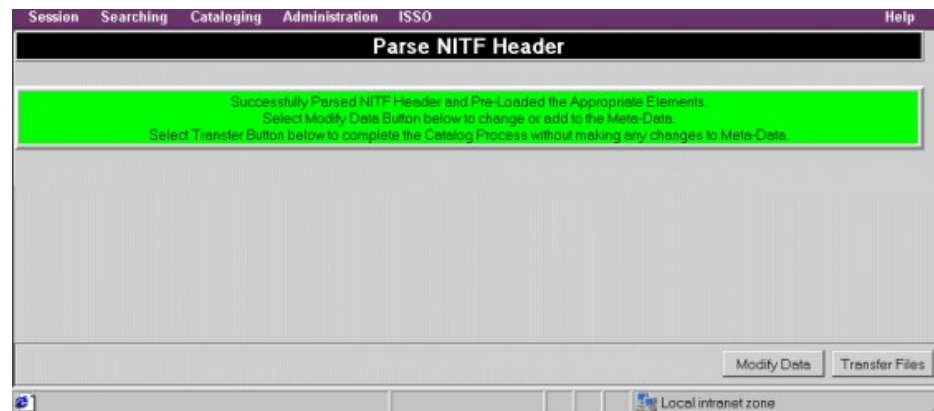 Session Searching Cataloging Administration ISSO Help
Parse NITF Header
Successfully Parsed NITF Header and Pre-Loaded the Appropriate Elements.
Select Modify Data Button below to change or add to the Meta-Data.
Select Transfer Button below to complete the Catalog Process without making any changes to Meta-Data.
Modify Data Transfer Files
Local intranet zone